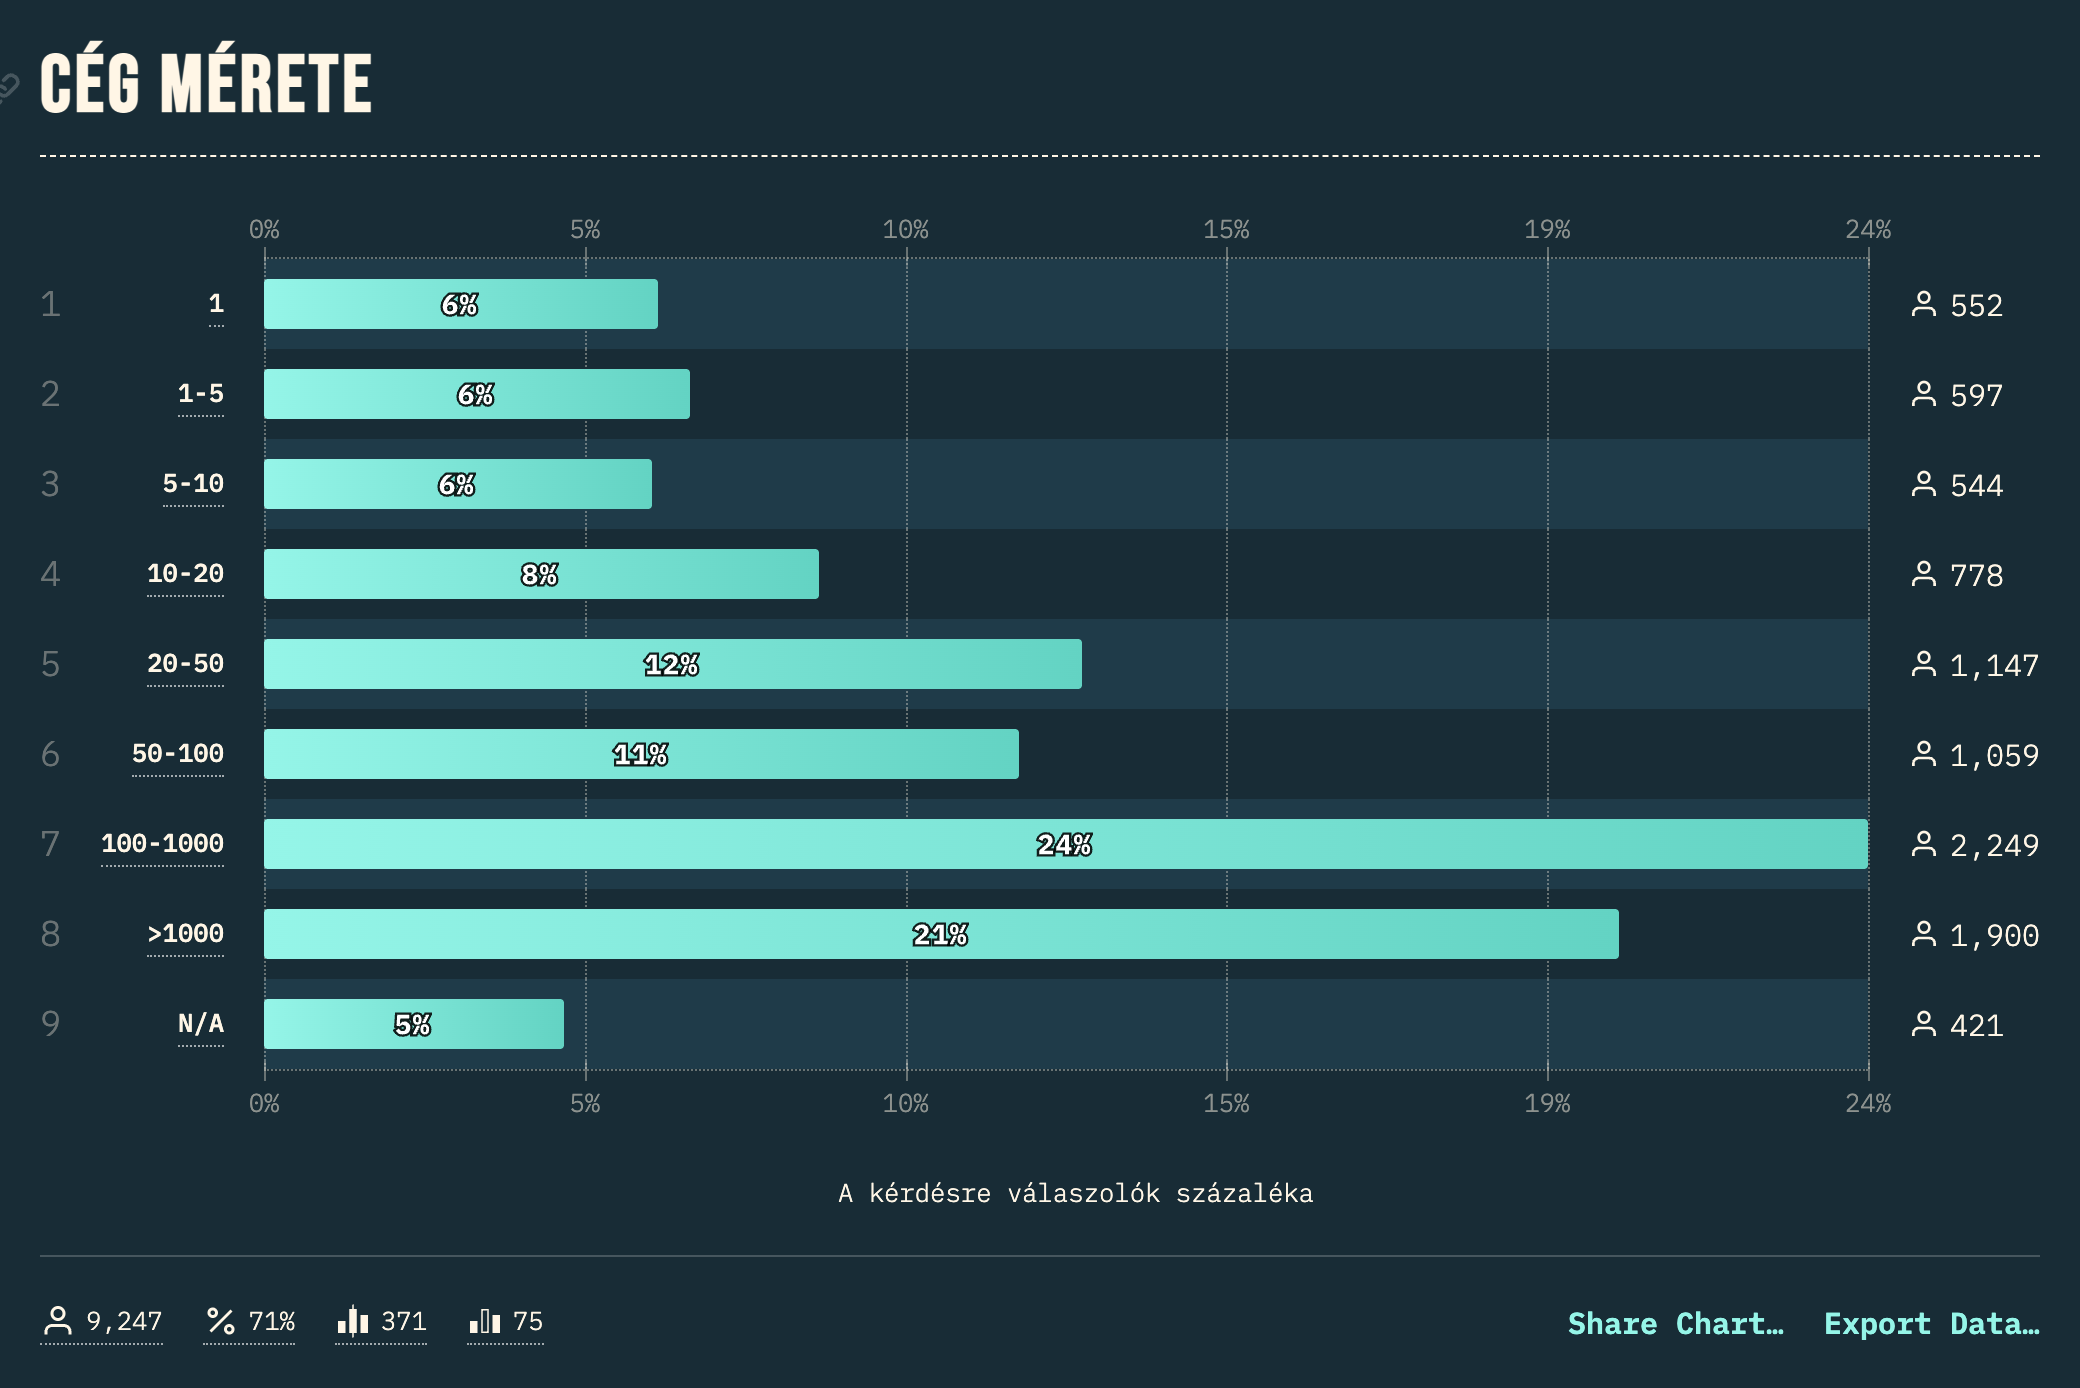 CÉG MÉRETE
0% 5% 10% 15% 19% 24%
1 1 6% 552
2 1-5 6% 597
3 5-10 6% 544
4 10-20 8% 778
5 20-50 12% 1,147
6 50-100 11% 1,059
7 100-1000 24% 2,249
8 >1000 21% 1,900
9 N/A 5% 421
0% 5% 10% 15% 19% 24%
A kérdésre válaszolók százaléka
9,247 71% 371 75 Share Chart… Export Data…